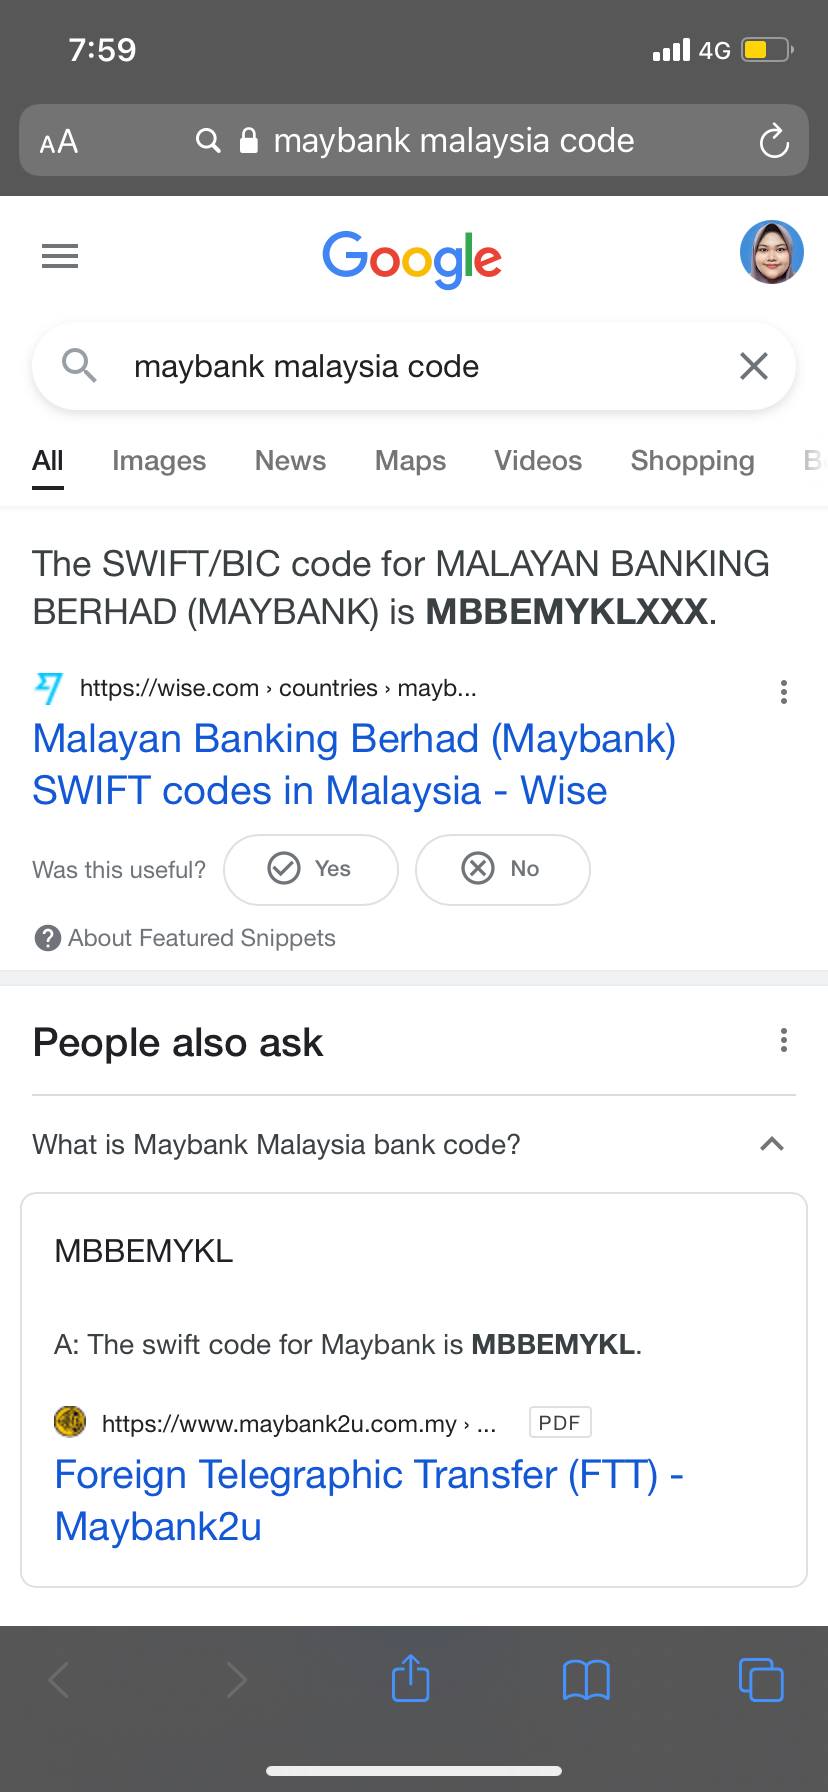 7:59
4G
AA
maybank malaysia code
Google
maybank malaysia code
All Images News Maps Videos Shopping
The SWIFT/BIC code for MALAYAN BANKING
BERHAD (MAYBANK) is MBBEMYKLXXX.
https://wise.com › countries › mayb...
Malayan Banking Berhad (Maybank)
SWIFT codes in Malaysia - Wise
Was this useful? Yes No
About Featured Snippets
People also ask
What is Maybank Malaysia bank code?
MBBEMYKL
A: The swift code for Maybank is MBBEMYKL.
https://www.maybank2u.com.my › ... PDF
Foreign Telegraphic Transfer (FTT) -
Maybank2u